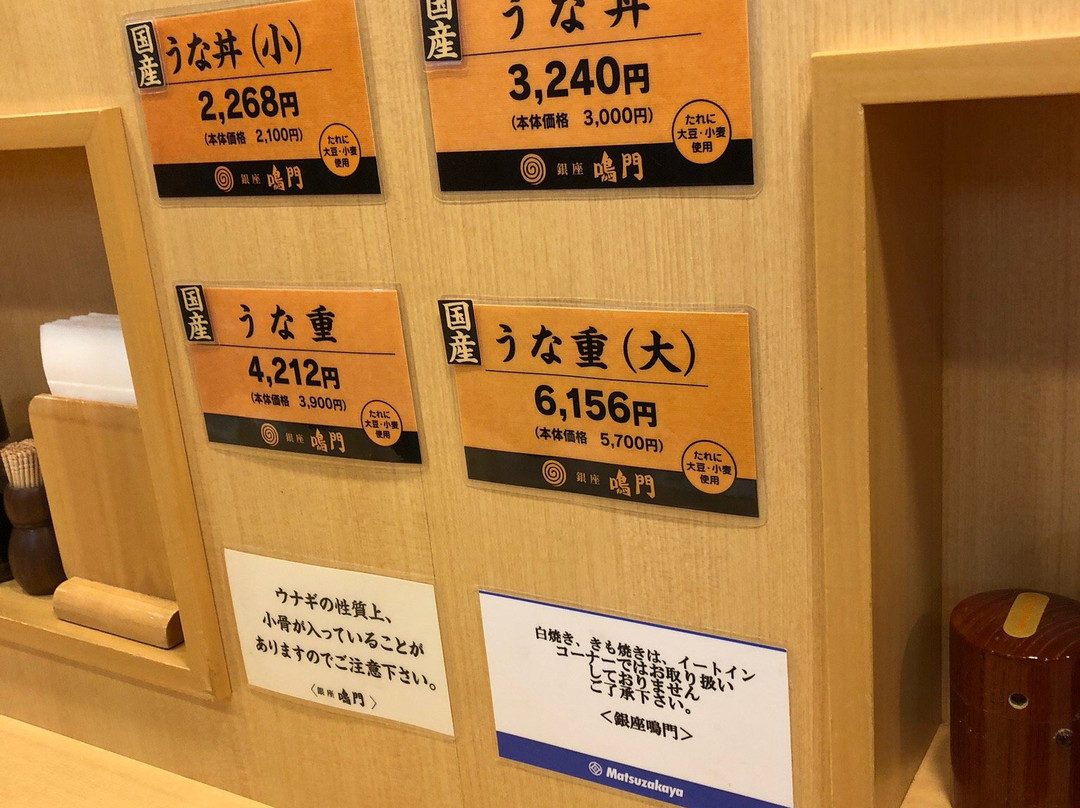 国産
うな丼(小)
2,268円
(本体価格 2,100円)
たれに
大豆・小麦
使用
銀座 鳴門
国産
うな丼
3,240円
(本体価格 3,000円)
たれに
大豆・小麦
使用
銀座 鳴門
国産
うな重
4,212円
(本体価格 3,900円)
たれに
大豆・小麦
使用
銀座 鳴門
国産
うな重(大)
6,156円
(本体価格 5,700円)
たれに
大豆・小麦
使用
銀座 鳴門
ウナギの性質上、
小骨が入っていることが
ありますのでご注意下さい。
〈銀座 鳴門〉
白焼き、きも焼きは、イートイン
コーナーではお取り扱い
しておりません
ご了承下さい。
<銀座鳴門>
Matsuzakaya